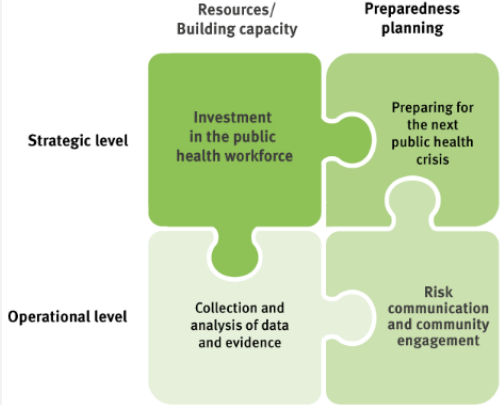 Resources/
Building capacity
Preparedness
planning
Strategic level
Investment
in the public
health workforce
Preparing for
the next
public health
crisis
Operational level
Collection and
analysis of data
and evidence
Risk
communication
and community
engagement